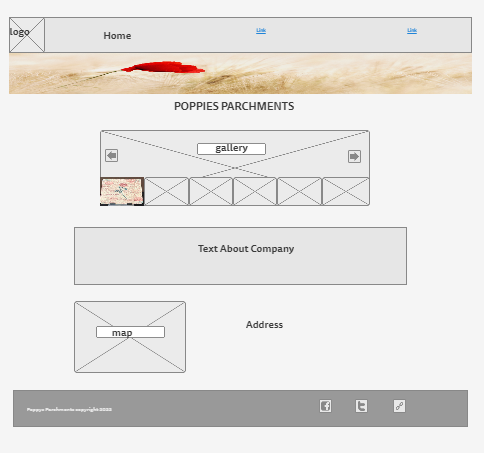 logo
Home
Link
Link
POPPIES PARCHMENTS
gallery
Text About Company
map
Address
Poppys Parchments copyright 2022